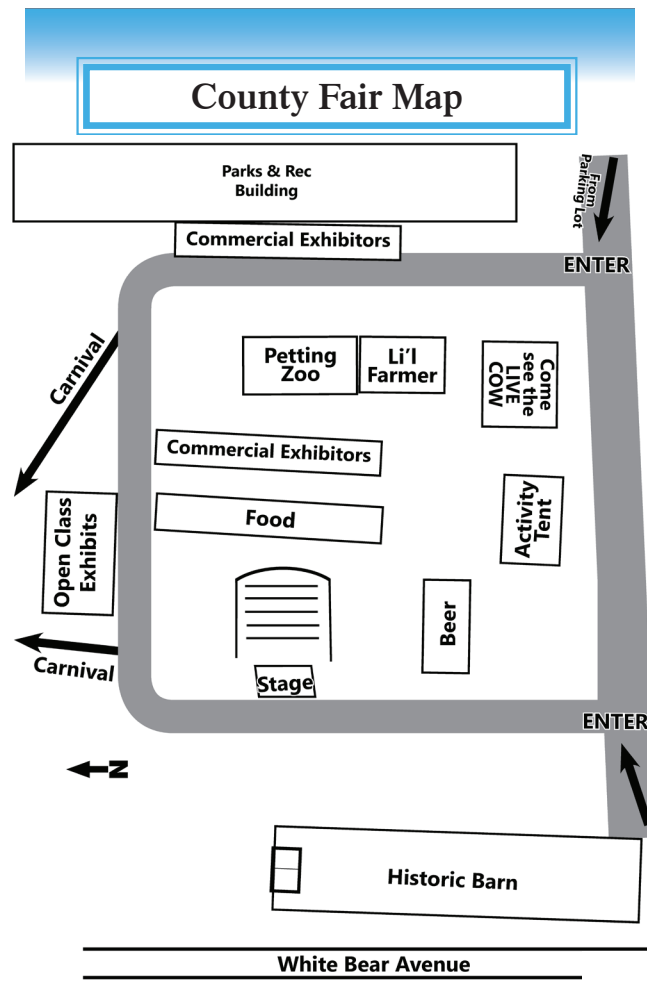 County Fair Map
Parks & Rec
Building
From
Parking Lot
Commercial Exhibitors
ENTER
Carnival
Petting
Zoo
Li'l
Farmer
Come
see the
LIVE
COW
Commercial Exhibitors
Open Class
Exhibits
Food
Activity
Tent
Beer
Carnival
Stage
ENTER
N
Historic Barn
White Bear Avenue